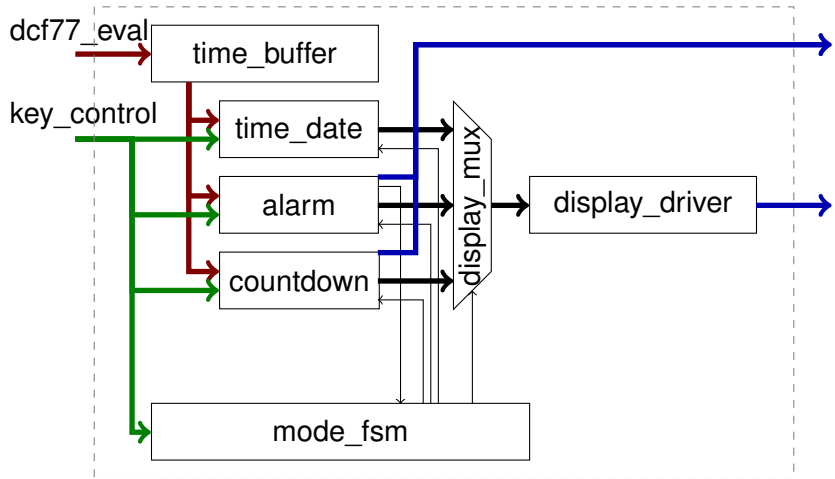 dcf77_eval
time_buffer
key_control
time_date
alarm
countdown
display_mux
display_driver
mode_fsm